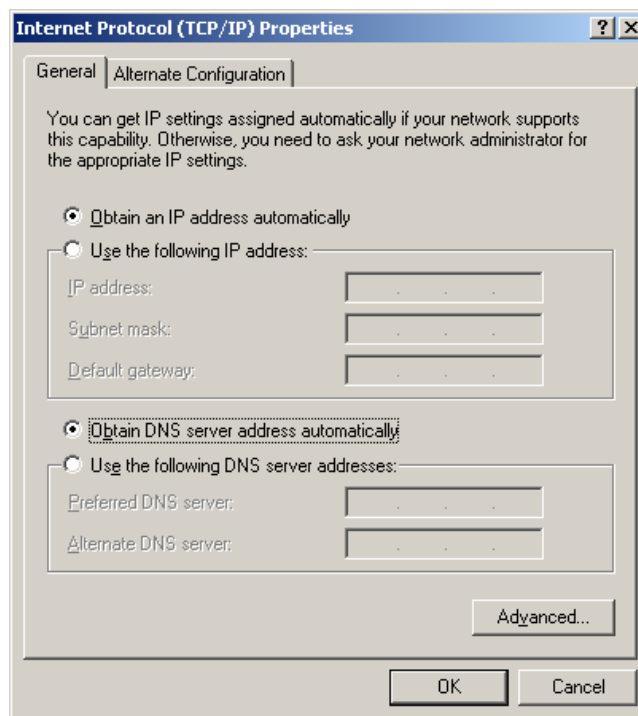 Internet Protocol (TCP/IP) Properties
General
Alternate Configuration
You can get IP settings assigned automatically if your network supports
this capability. Otherwise, you need to ask your network administrator for
the appropriate IP settings.
Obtain an IP address automatically
Use the following IP address:
IP address:
Subnet mask:
Default gateway:
Obtain DNS server address automatically
Use the following DNS server addresses:
Preferred DNS server:
Alternate DNS server:
Advanced...
OK
Cancel